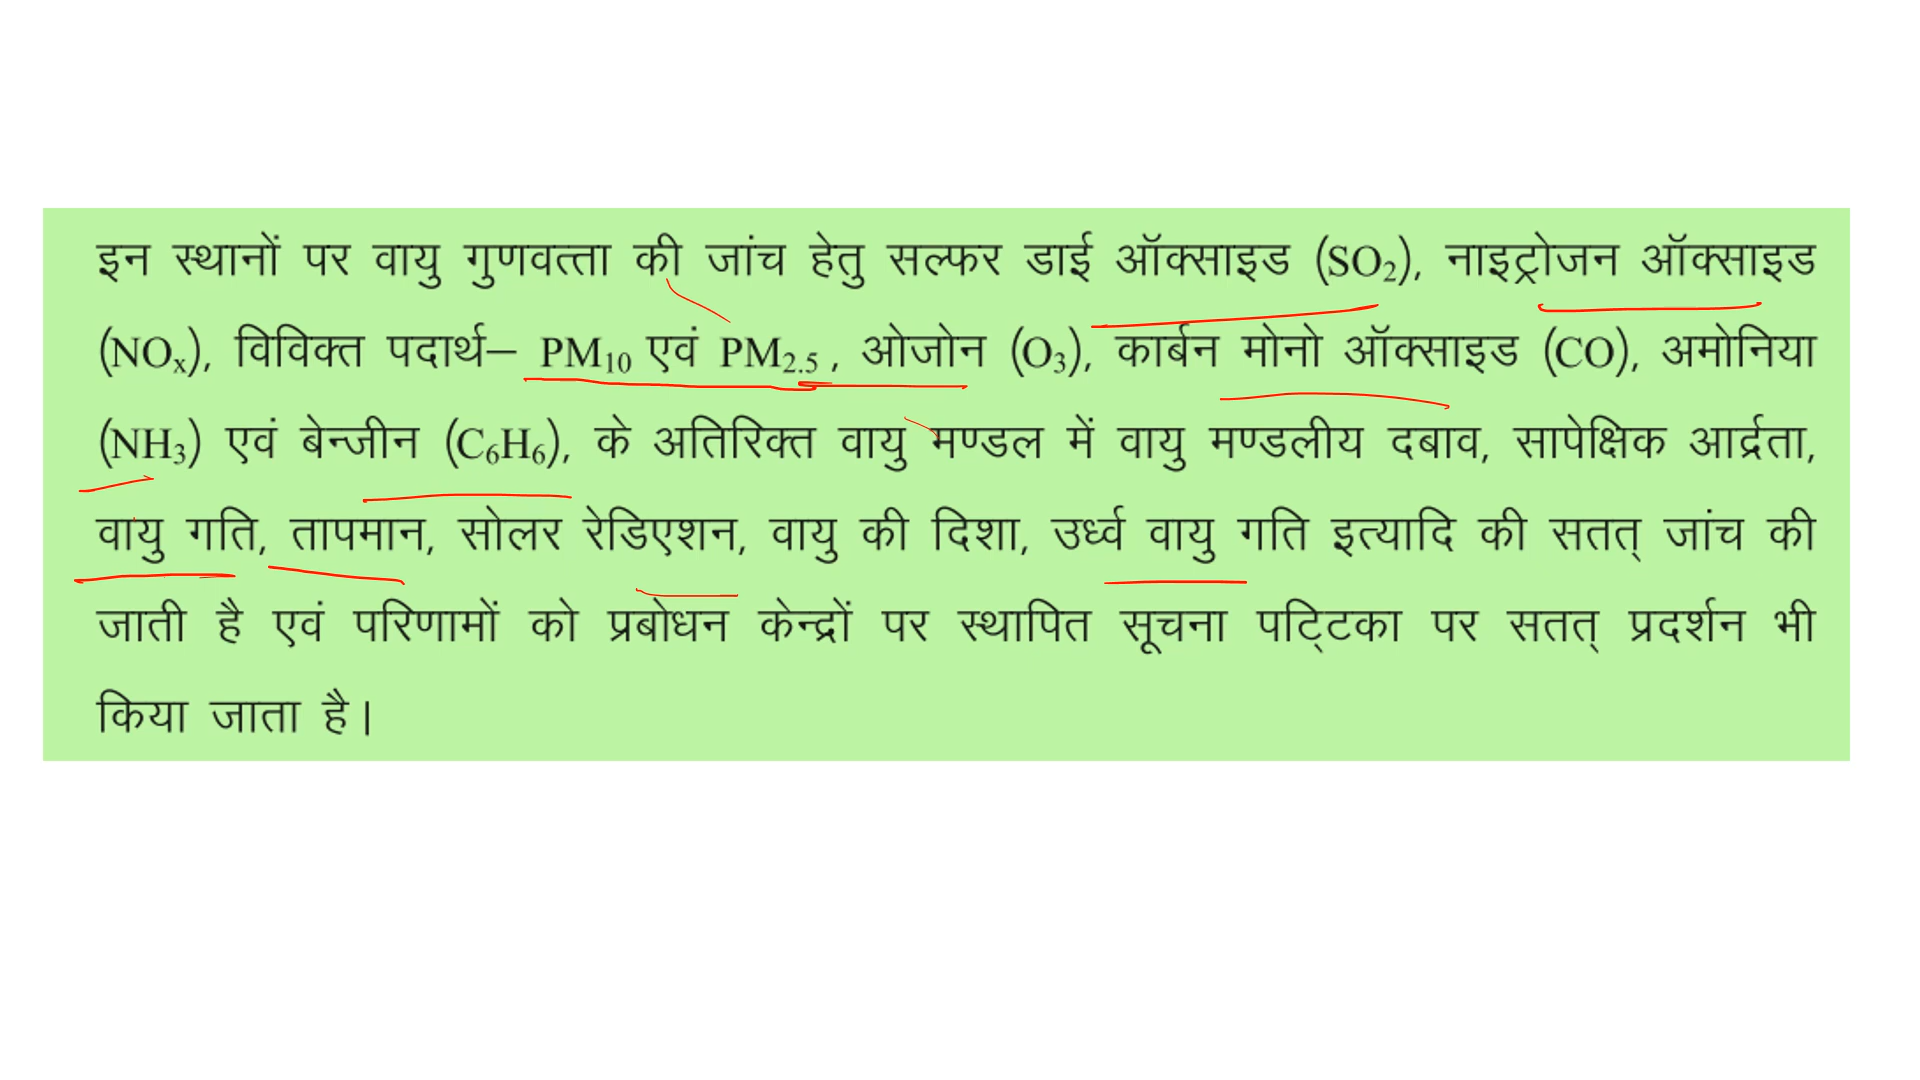 इन स्थानों पर वायु गुणवत्ता की जांच हेतु सल्फर डाई ऑक्साइड (SO₂), नाइट्रोजन ऑक्साइड
(NOₓ), विविक्त पदार्थ– PM₁₀ एवं PM₂.₅ , ओजोन (O₃), कार्बन मोनो ऑक्साइड (CO), अमोनिया
(NH₃) एवं बेन्जीन (C₆H₆), के अतिरिक्त वायु मण्डल में वायु मण्डलीय दबाव, सापेक्षिक आर्द्रता,
वायु गति, तापमान, सोलर रेडिएशन, वायु की दिशा, उर्ध्व वायु गति इत्यादि की सतत् जांच की
जाती है एवं परिणामों को प्रबोधन केन्द्रों पर स्थापित सूचना पट्टिका पर सतत् प्रदर्शन भी
किया जाता है।